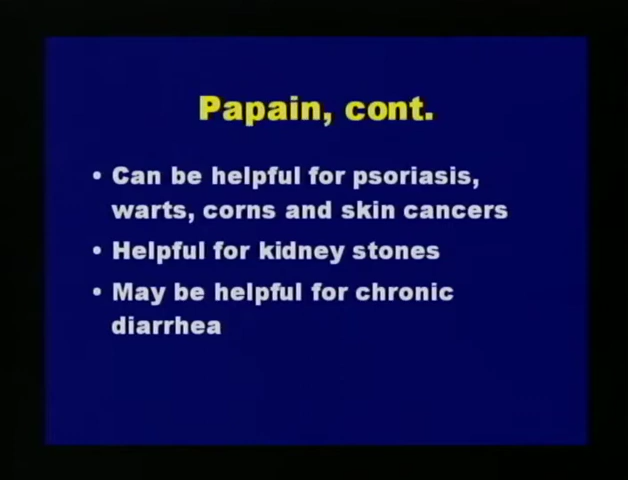 Papain, cont.
• Can be helpful for psoriasis,
warts, corns and skin cancers
• Helpful for kidney stones
• May be helpful for chronic
diarrhea